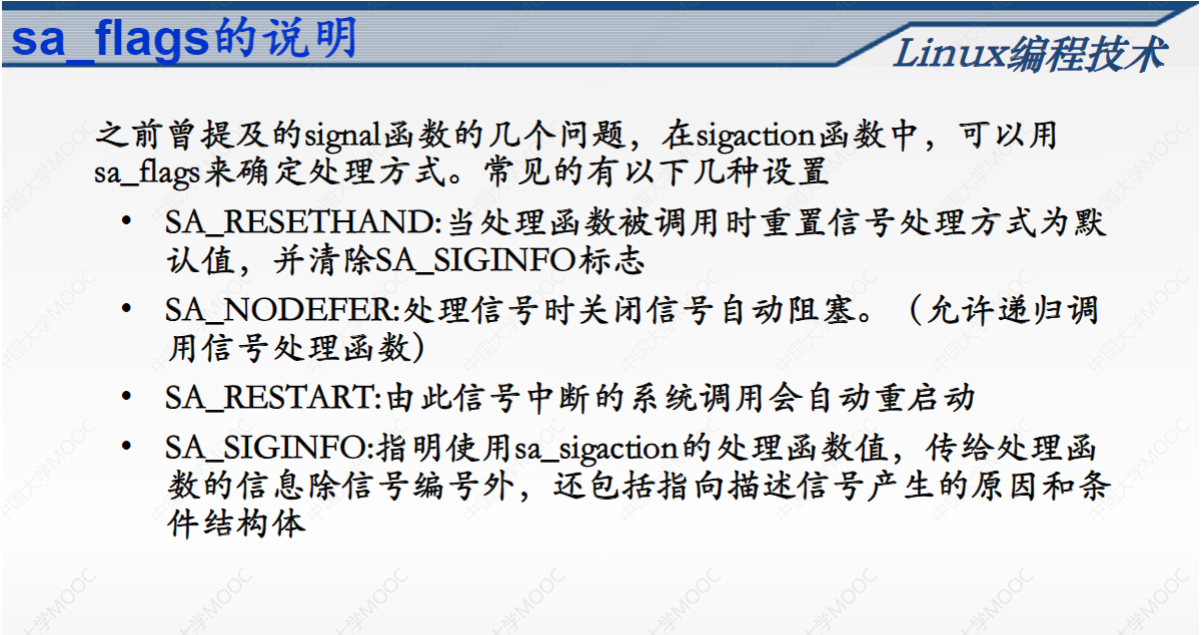 sa_flags的说明
Linux编程技术
之前曾提及的signal函数的几个问题，在sigaction函数中，可以用
sa_flags来确定处理方式。常见的有以下几种设置
• SA_RESETHAND:当处理函数被调用时重置信号处理方式为默
认值，并清除SA_SIGINFO标志
• SA_NODEFER:处理信号时关闭信号自动阻塞。（允许递归调
用信号处理函数）
• SA_RESTART:由此信号中断的系统调用会自动重启动
• SA_SIGINFO:指明使用sa_sigaction的处理函数值，传给处理函
数的信息除信号编号外，还包括指向描述信号产生的原因和条
件结构体
中国大学MOOC